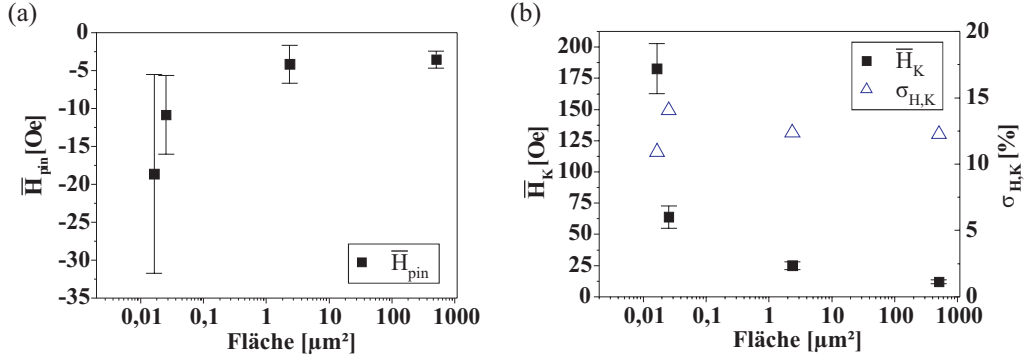 (a)
0
-5
-10
-15
-20
-25
-30
-35
H̅pin [Oe]
H̅pin
0,01 0,1 1 10 100 1000
Fläche [µm²]
(b)
200
175
150
125
100
75
50
25
0
H̅K [Oe]
H̅K
σH,K
20
15
10
5
0
σH,K [%]
0,01 0,1 1 10 100 1000
Fläche [µm²]